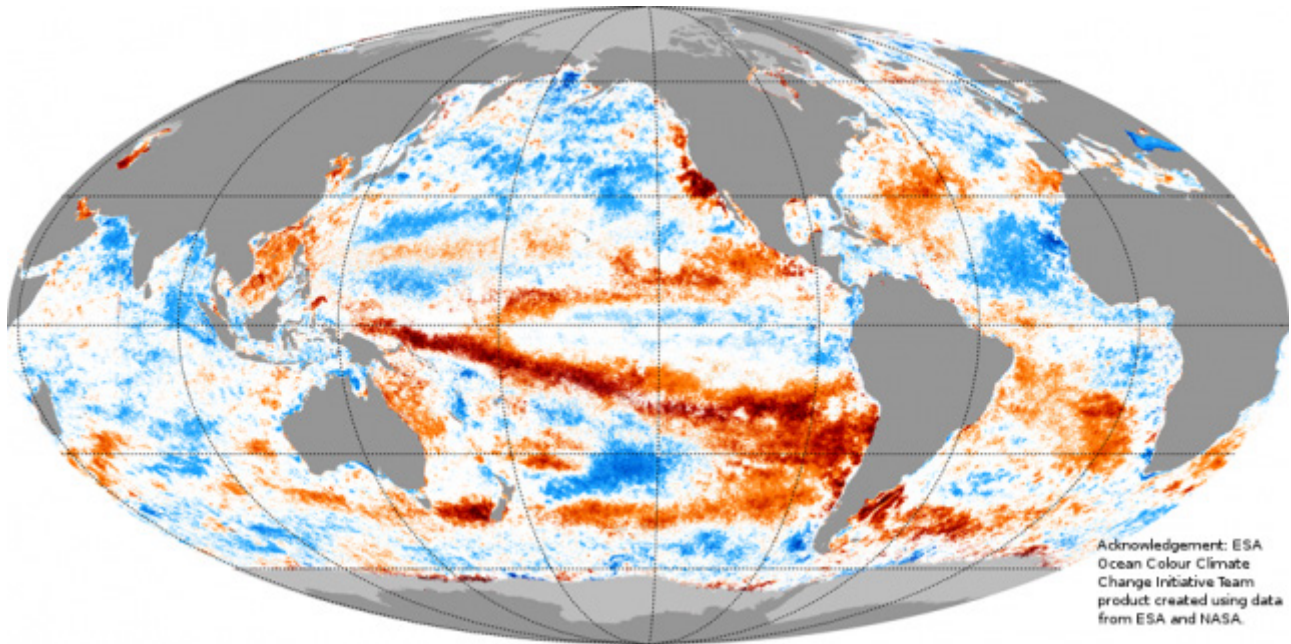 Acknowledgement: ESA
Ocean Colour Climate
Change Initiative Team
product created using data
from ESA and NASA.